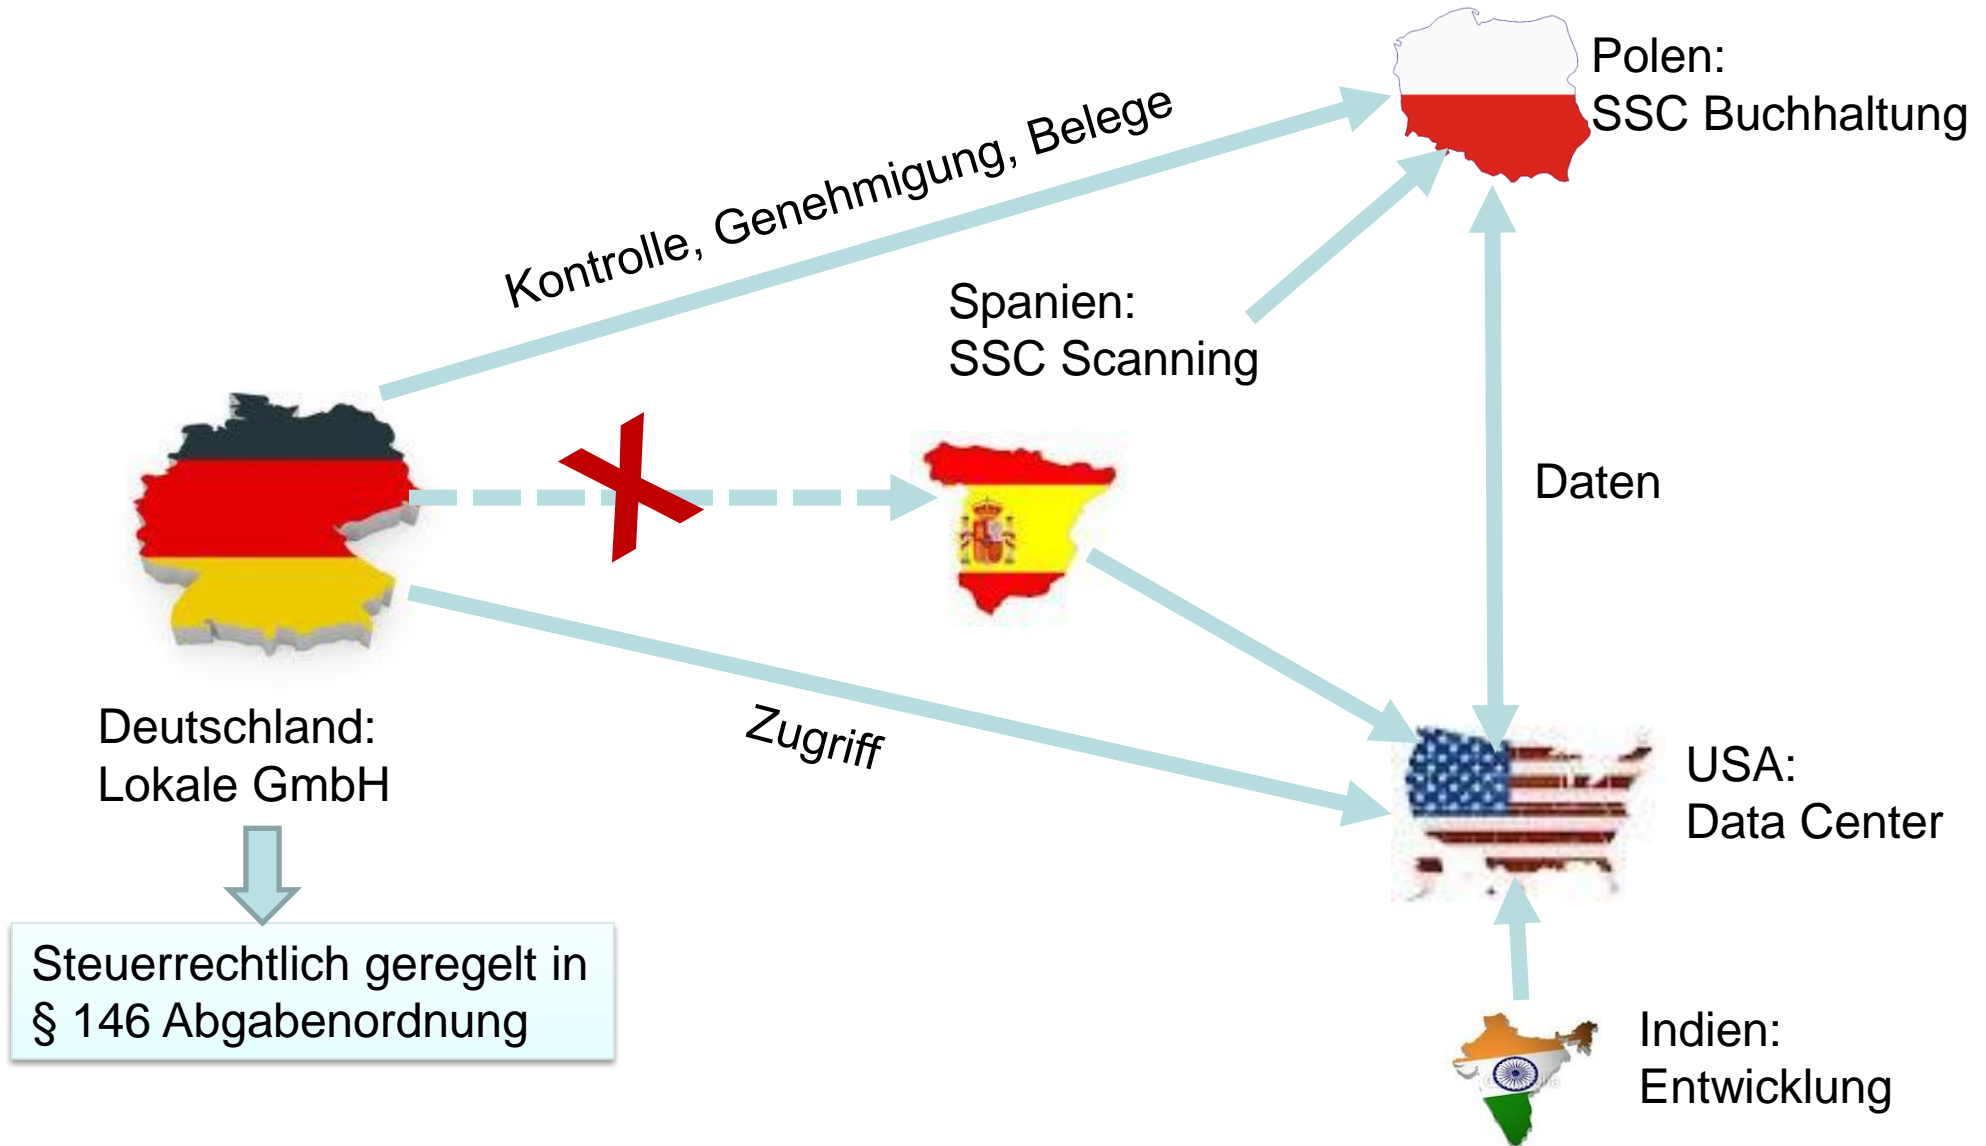 Polen:
SSC Buchhaltung
Kontrolle, Genehmigung, Belege
Spanien:
SSC Scanning
Daten
Deutschland:
Lokale GmbH
Zugriff
USA:
Data Center
Steuerrechtlich geregelt in
§ 146 Abgabenordnung
Indien:
Entwicklung